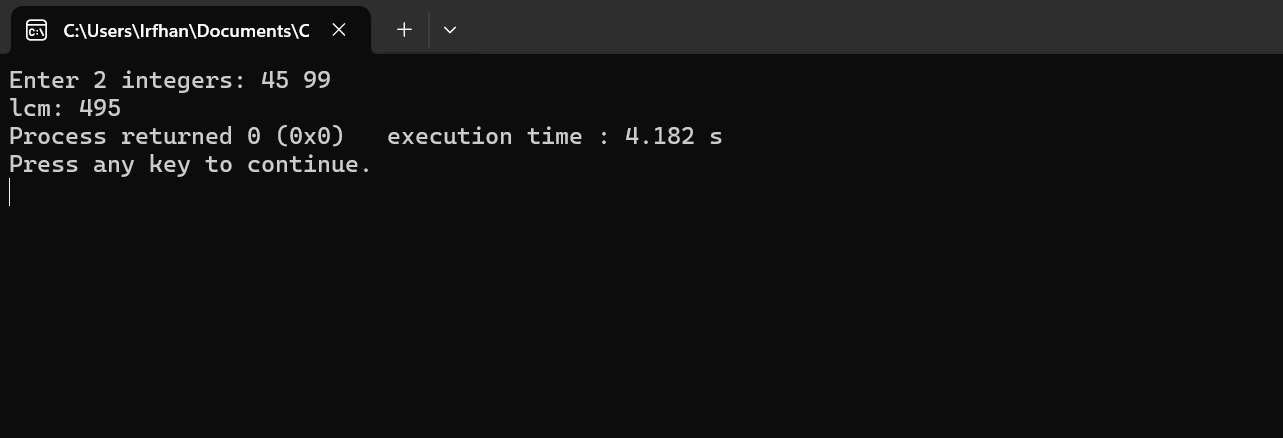 C:\Users\Irfhan\Documents\C
Enter 2 integers: 45 99
lcm: 495
Process returned 0 (0x0)   execution time : 4.182 s
Press any key to continue.